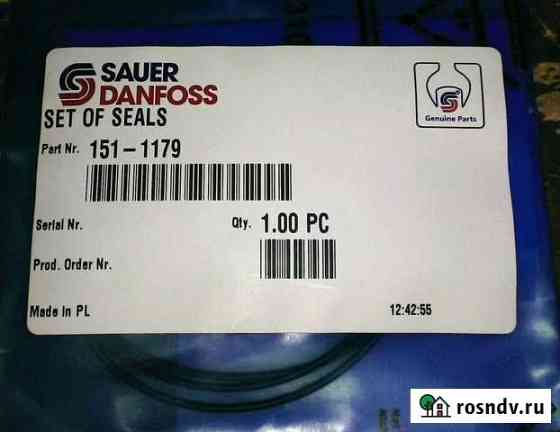 SAUER
DANFOSS
SET OF SEALS
Genuine Parts
Part Nr. 151-1179
Serial Nr.
Qty. 1.00 PC
Prod. Order Nr.
Made In PL
12:42:55
rosndv.ru